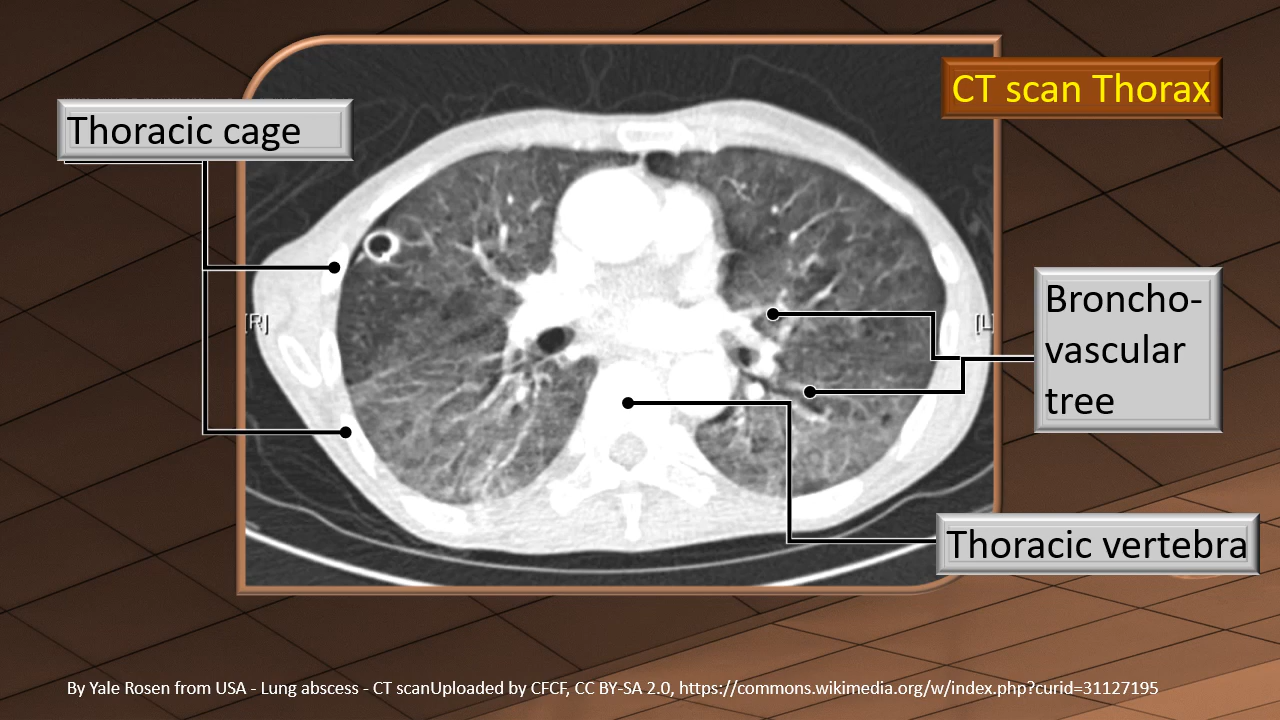 CT scan Thorax
Thoracic cage
[R]
[L
Broncho-
vascular
tree
Thoracic vertebra
By Yale Rosen from USA - Lung abscess - CT scanUploaded by CFCF, CC BY-SA 2.0, https://commons.wikimedia.org/w/index.php?curid=31127195